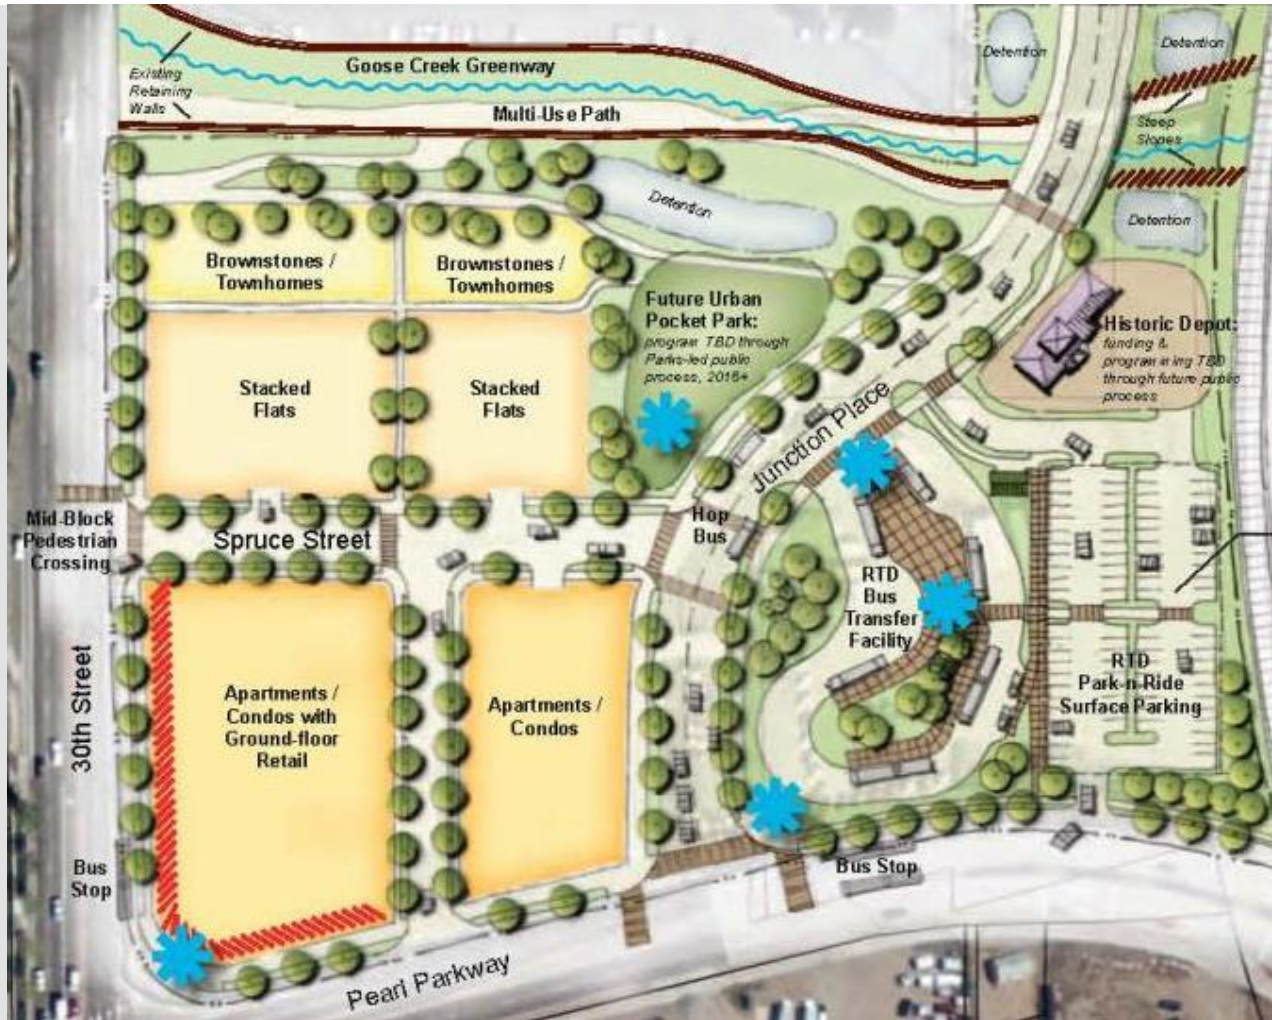 Goose Creek Greenway
Existing
Retaining
Walls
Multi-Use Path
Detention
Detention
Steep
Slopes
Detention
Detention
Brownstones /
Townhomes
Brownstones /
Townhomes
Future Urban
Pocket Park:
program TBD through
Parks-led public
process, 2016+
Historic Depot:
funding &
programming TBD
through future public
process
Stacked
Flats
Stacked
Flats
Junction Place
Mid-Block
Pedestrian
Crossing
Spruce Street
Hop
Bus
RTD
Bus
Transfer
Facility
30th Street
Apartments /
Condos with
Ground-floor
Retail
Apartments /
Condos
RTD
Park-n-Ride
Surface Parking
Bus
Stop
Bus Stop
Pearl Parkway